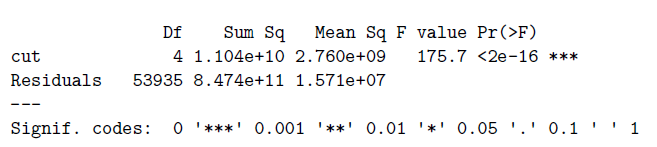 Df Sum Sq Mean Sq F value Pr(>F)
cut 4 1.104e+10 2.760e+09 175.7 <2e-16 ***
Residuals 53935 8.474e+11 1.571e+07
---
Signif. codes: 0 '***' 0.001 '**' 0.01 '*' 0.05 '.' 0.1 ' ' 1